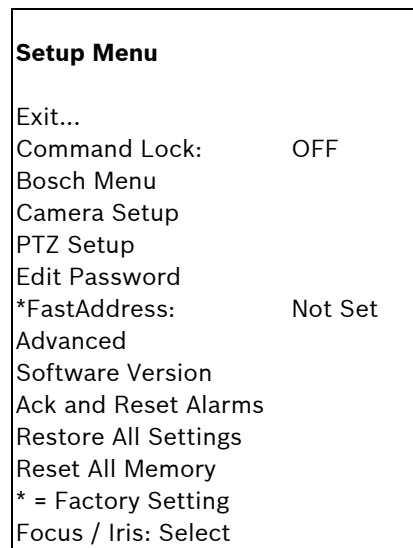 Setup Menu
Exit...
Command Lock: OFF
Bosch Menu
Camera Setup
PTZ Setup
Edit Password
*FastAddress: Not Set
Advanced
Software Version
Ack and Reset Alarms
Restore All Settings
Reset All Memory
* = Factory Setting
Focus / Iris: Select